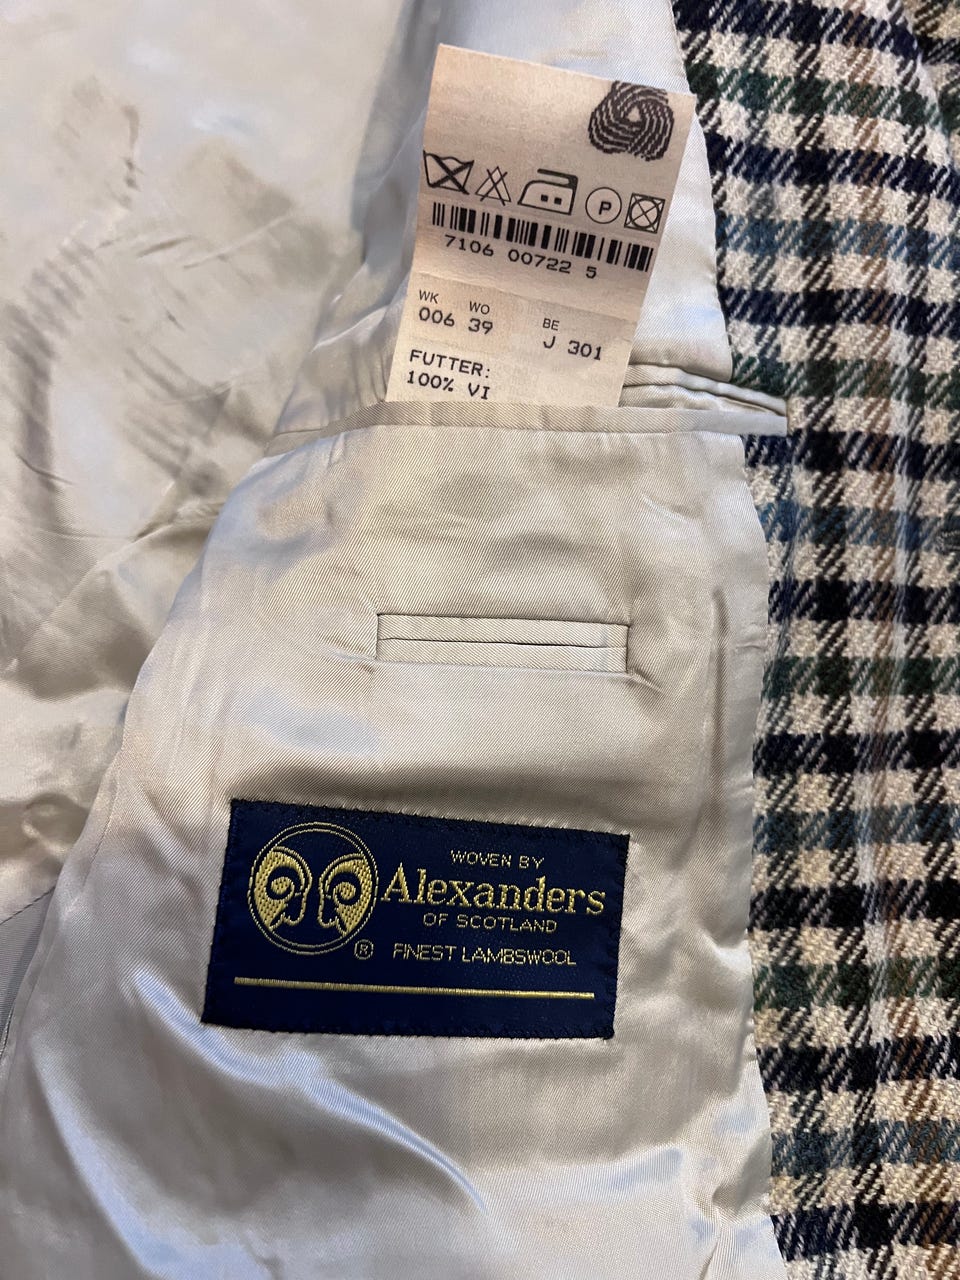 P
7106 00722 5
WK WO BE
006 39 J 301
FUTTER:
100% VI
WOVEN BY
Alexanders
OF SCOTLAND
® FINEST LAMBSWOOL